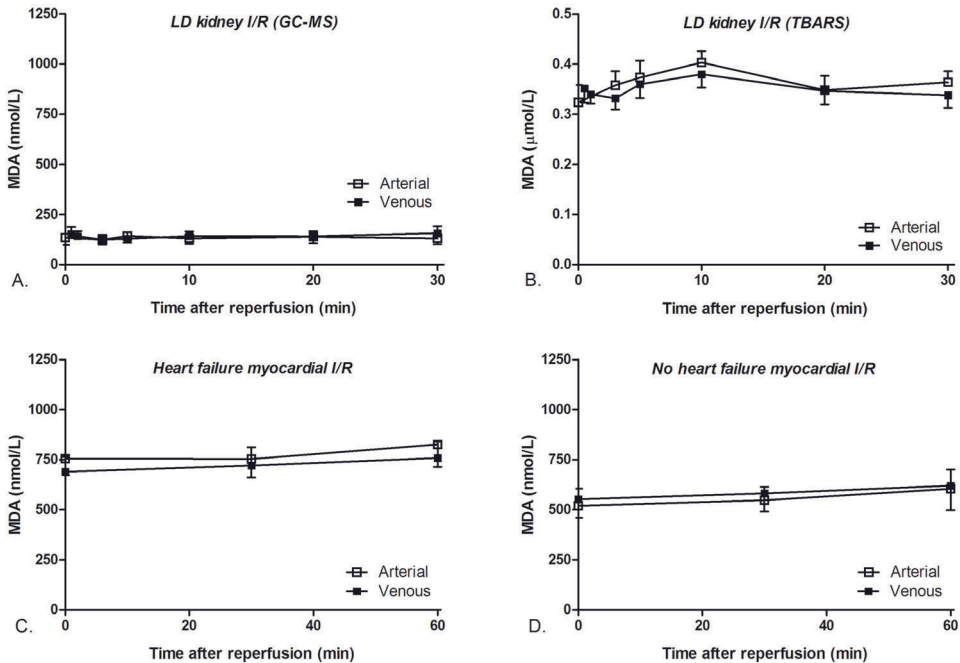 LD kidney I/R (GC-MS)
1250
1000
750
500
250
0
MDA (nmol/L)
Arterial
Venous
0 10 20 30
A.
Time after reperfusion (min)
LD kidney I/R (TBARS)
0.5
0.4
0.3
0.2
0.1
0.0
MDA (µmol/L)
Arterial
Venous
0 10 20 30
B.
Time after reperfusion (min)
Heart failure myocardial I/R
1250
1000
750
500
250
0
MDA (nmol/L)
Arterial
Venous
0 20 40 60
C.
Time after reperfusion (min)
No heart failure myocardial I/R
1250
1000
750
500
250
0
MDA (nmol/L)
Arterial
Venous
0 20 40 60
D.
Time after reperfusion (min)